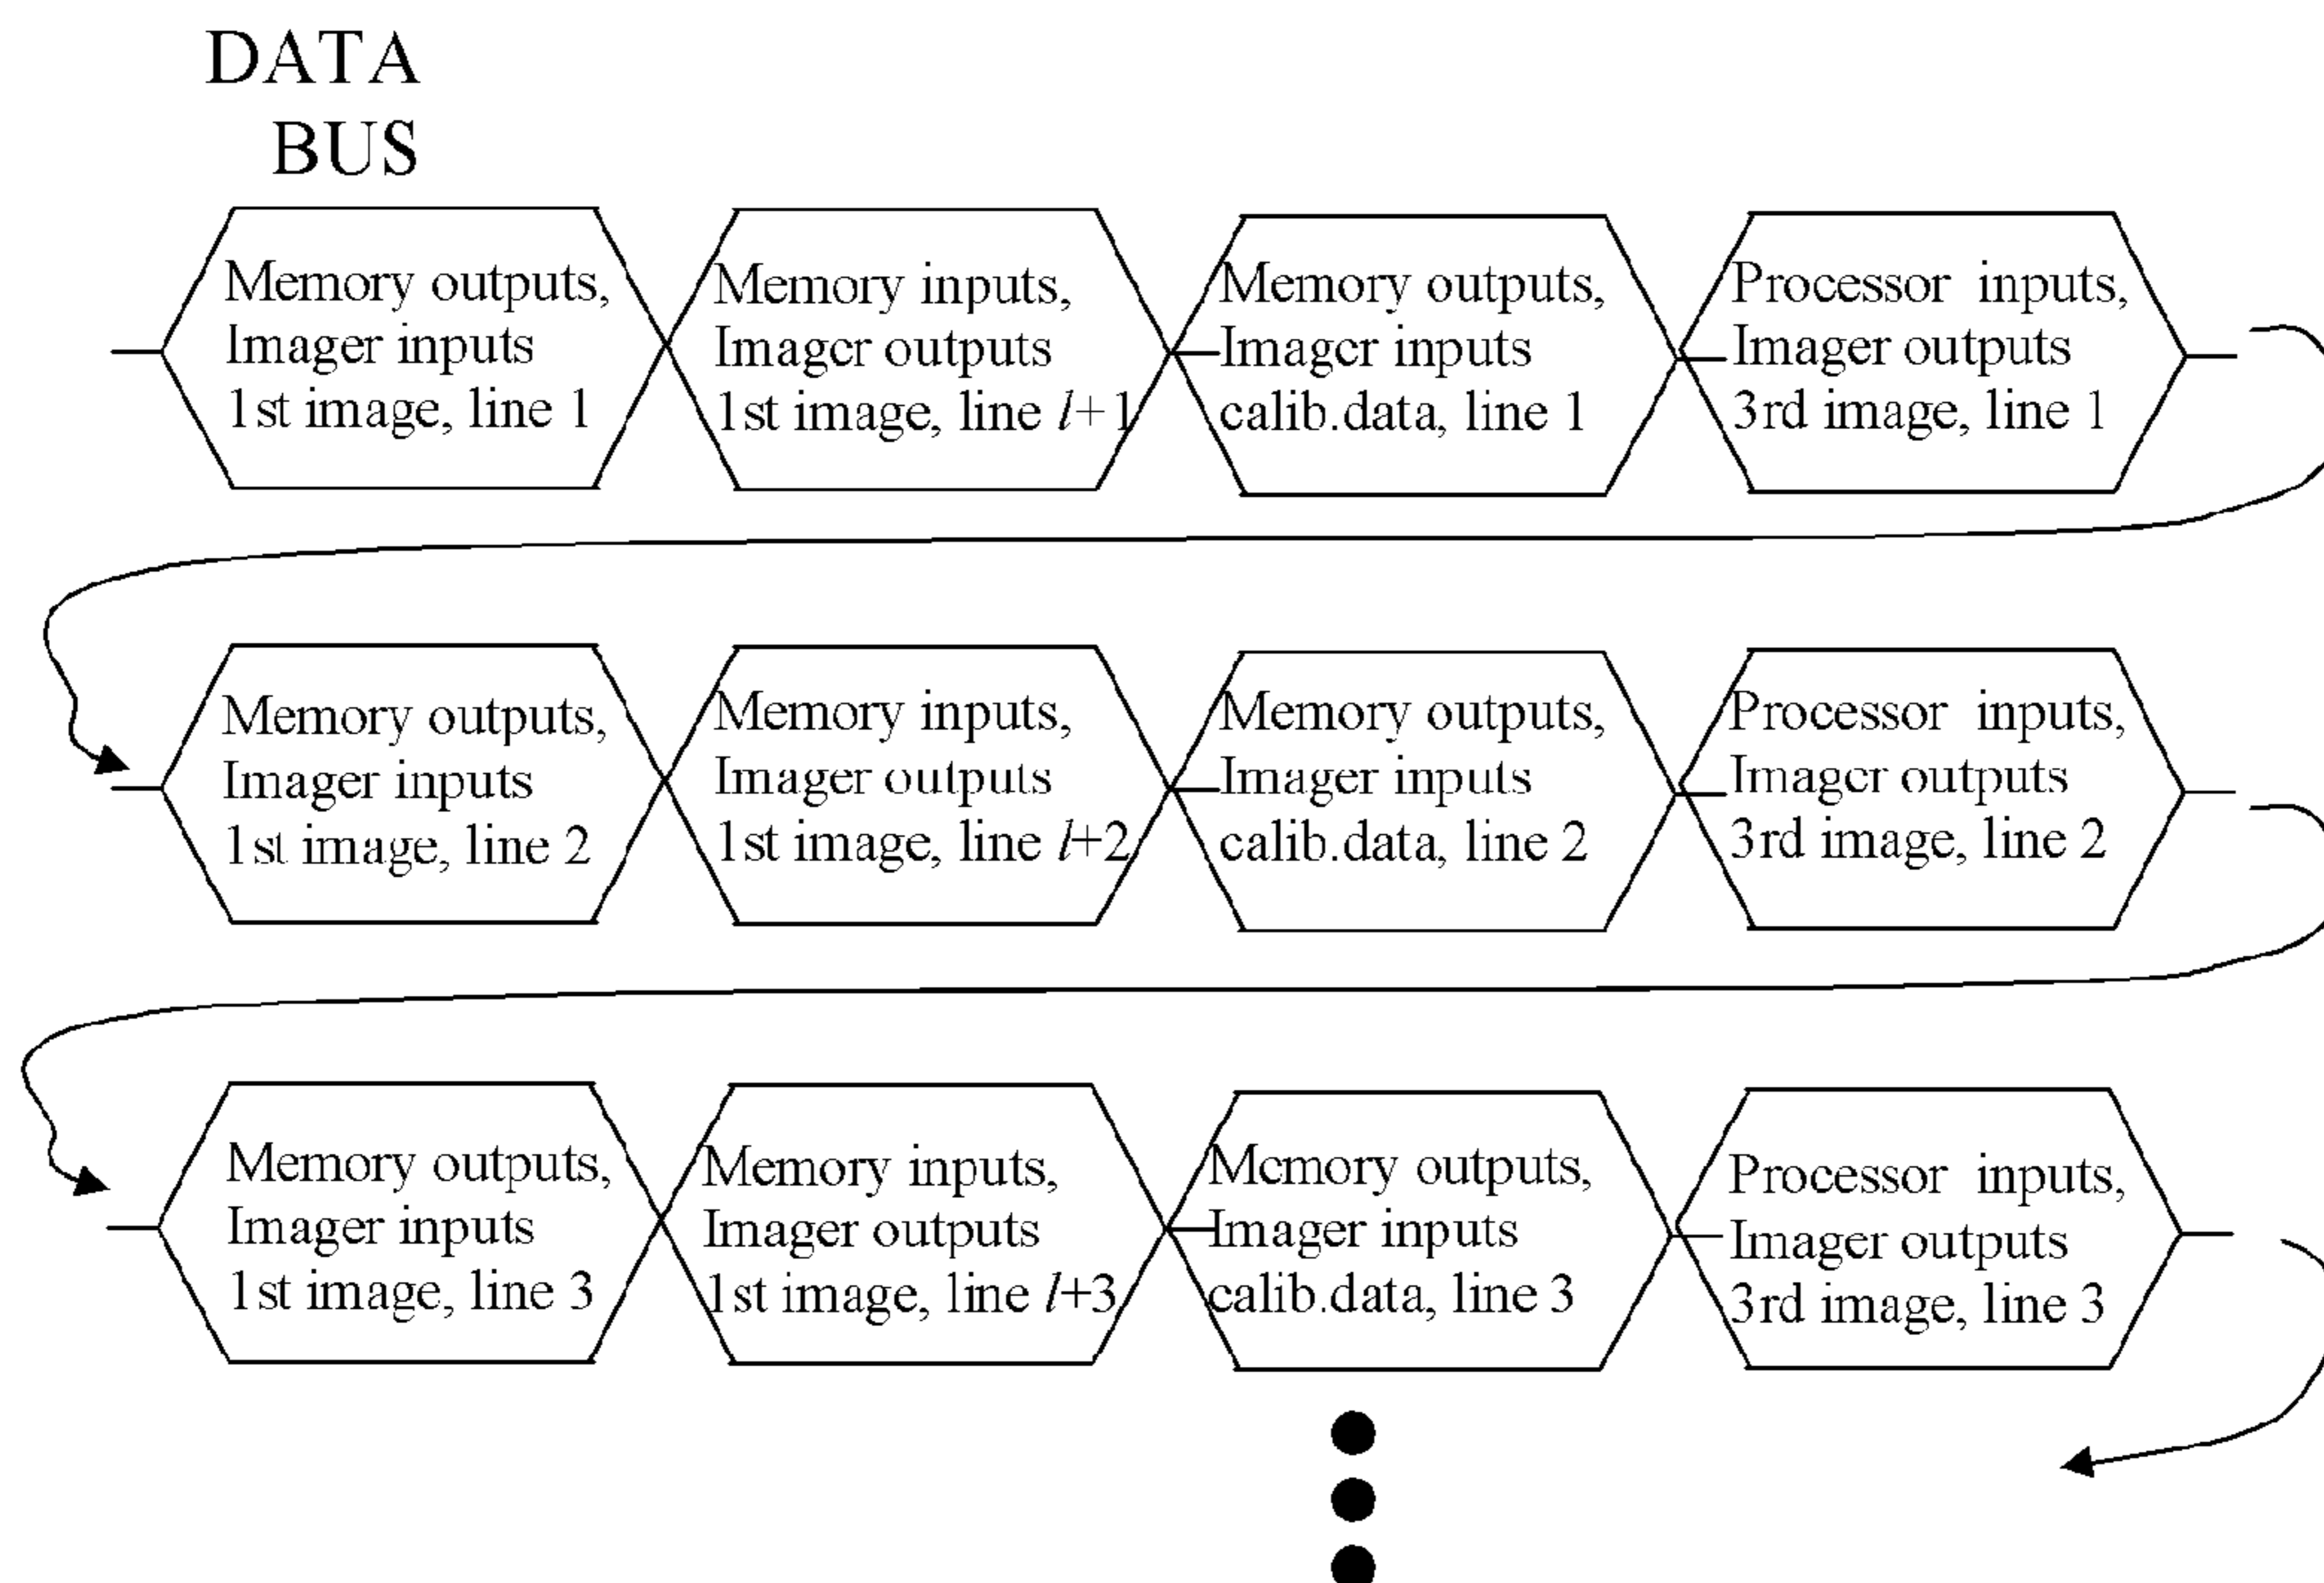 DATA
BUS
Memory outputs,
Imager inputs
1st image, line 1
Memory inputs,
Imager outputs
1st image, line l+1
Memory outputs,
Imager inputs
calib.data, line 1
Processor inputs,
Imager outputs
3rd image, line 1
Memory outputs,
Imager inputs
1st image, line 2
Memory inputs,
Imager outputs
1st image, line l+2
Memory outputs,
Imager inputs
calib.data, line 2
Processor inputs,
Imager outputs
3rd image, line 2
Memory outputs,
Imager inputs
1st image, line 3
Memory inputs,
Imager outputs
1st image, line l+3
Memory outputs,
Imager inputs
calib.data, line 3
Processor inputs,
Imager outputs
3rd image, line 3